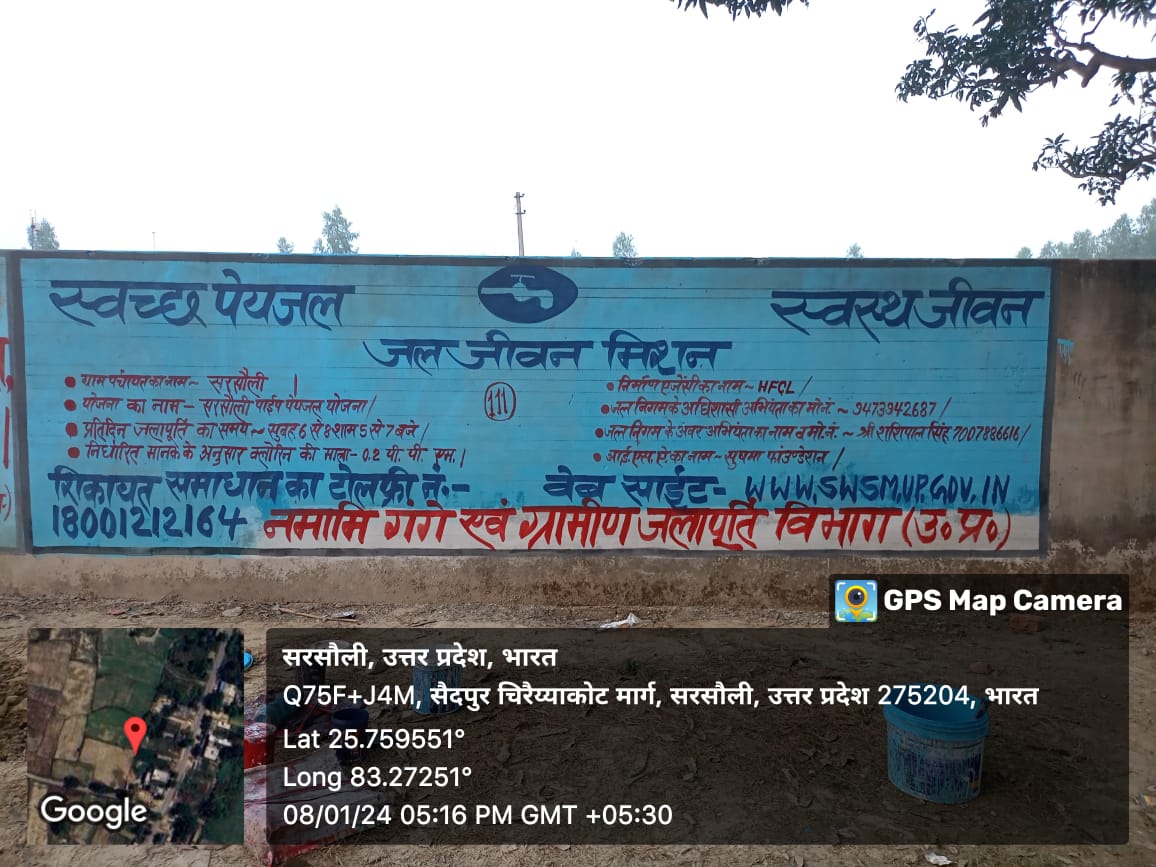 स्वच्छ पेयजल
स्वस्थ जीवन
जल जीवन मिशन
ग्राम पंचायत का नाम~ सरसौली
योजना का नाम- सरसौली पाईप पेयजल योजना/
प्रतिदिन जलापूर्ति का समय~ सुबह 6 से 8 शाम 5 से 7 बजे/
निर्धारित मानक के अनुसार क्लोरिन की मात्रा- 0.2 पी. पी. एम.|
111
निर्माण एजेंसी का नाम~ HFCL/
जल निगम के अधिशासी अभियंता का मो.नं. ~ 9473942687/
जल निगम के अवर अभियंता का नाम व मो.नं. ~ श्री शशिपाल सिंह 7007886616/
आई.एस.ए. का नाम~ सुषमा फांउण्डेशन/
शिकायत समाधान का टोलफ्री नं.:-
वेब साईट- WWW.SWSM.UP.GOV.IN
18001212164
नमामि गंगे एवं ग्रामीण जलापूर्ति विभाग (उ०प्र०)
GPS Map Camera
सरसौली, उत्तर प्रदेश, भारत
Q75F+J4M, सैदपुर चिरैय्याकोट मार्ग, सरसौली, उत्तर प्रदेश 275204, भारत
Lat 25.759551°
Long 83.27251°
08/01/24 05:16 PM GMT +05:30
Google